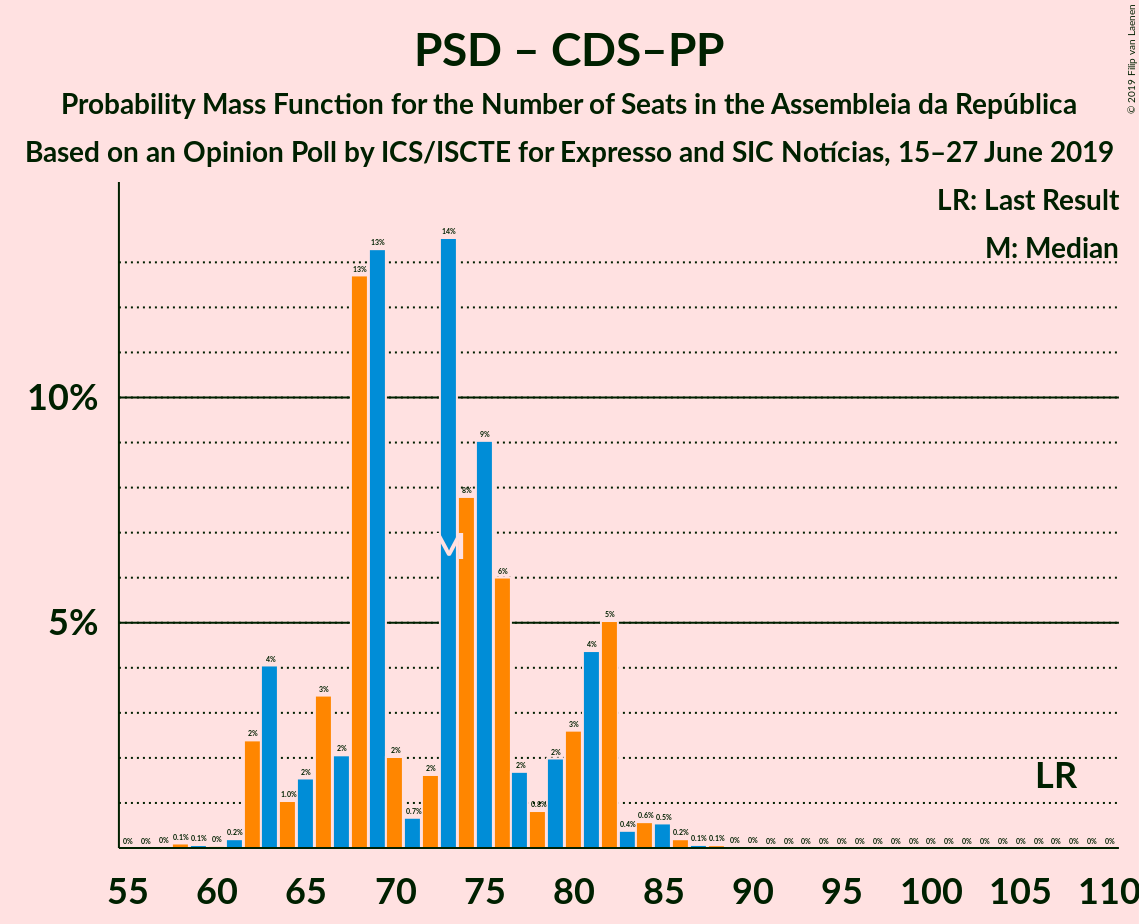 PSD – CDS–PP
Probability Mass Function for the Number of Seats in the Assembleia da República
Based on an Opinion Poll by ICS/ISCTE for Expresso and SIC Notícias, 15–27 June 2019
© 2019 Filip van Laenen
LR: Last Result
M: Median
10%
5%
0% 0% 0% 0.1% 0.1% 0% 0.2% 2% 4% 1.0% 2% 3% 2% 13% 13% 2% 0.7% 2% 14% 8% 9% 6% 2% 0.8% 2% 3% 4% 5% 0.4% 0.6% 0.5% 0.2% 0.1% 0.1% 0% 0% 0% 0% 0% 0% 0% 0% 0% 0% 0% 0% 0% 0% 0% 0% 0% 0% 0% 0% 0% 0%
M
LR
55 60 65 70 75 80 85 90 95 100 105 110